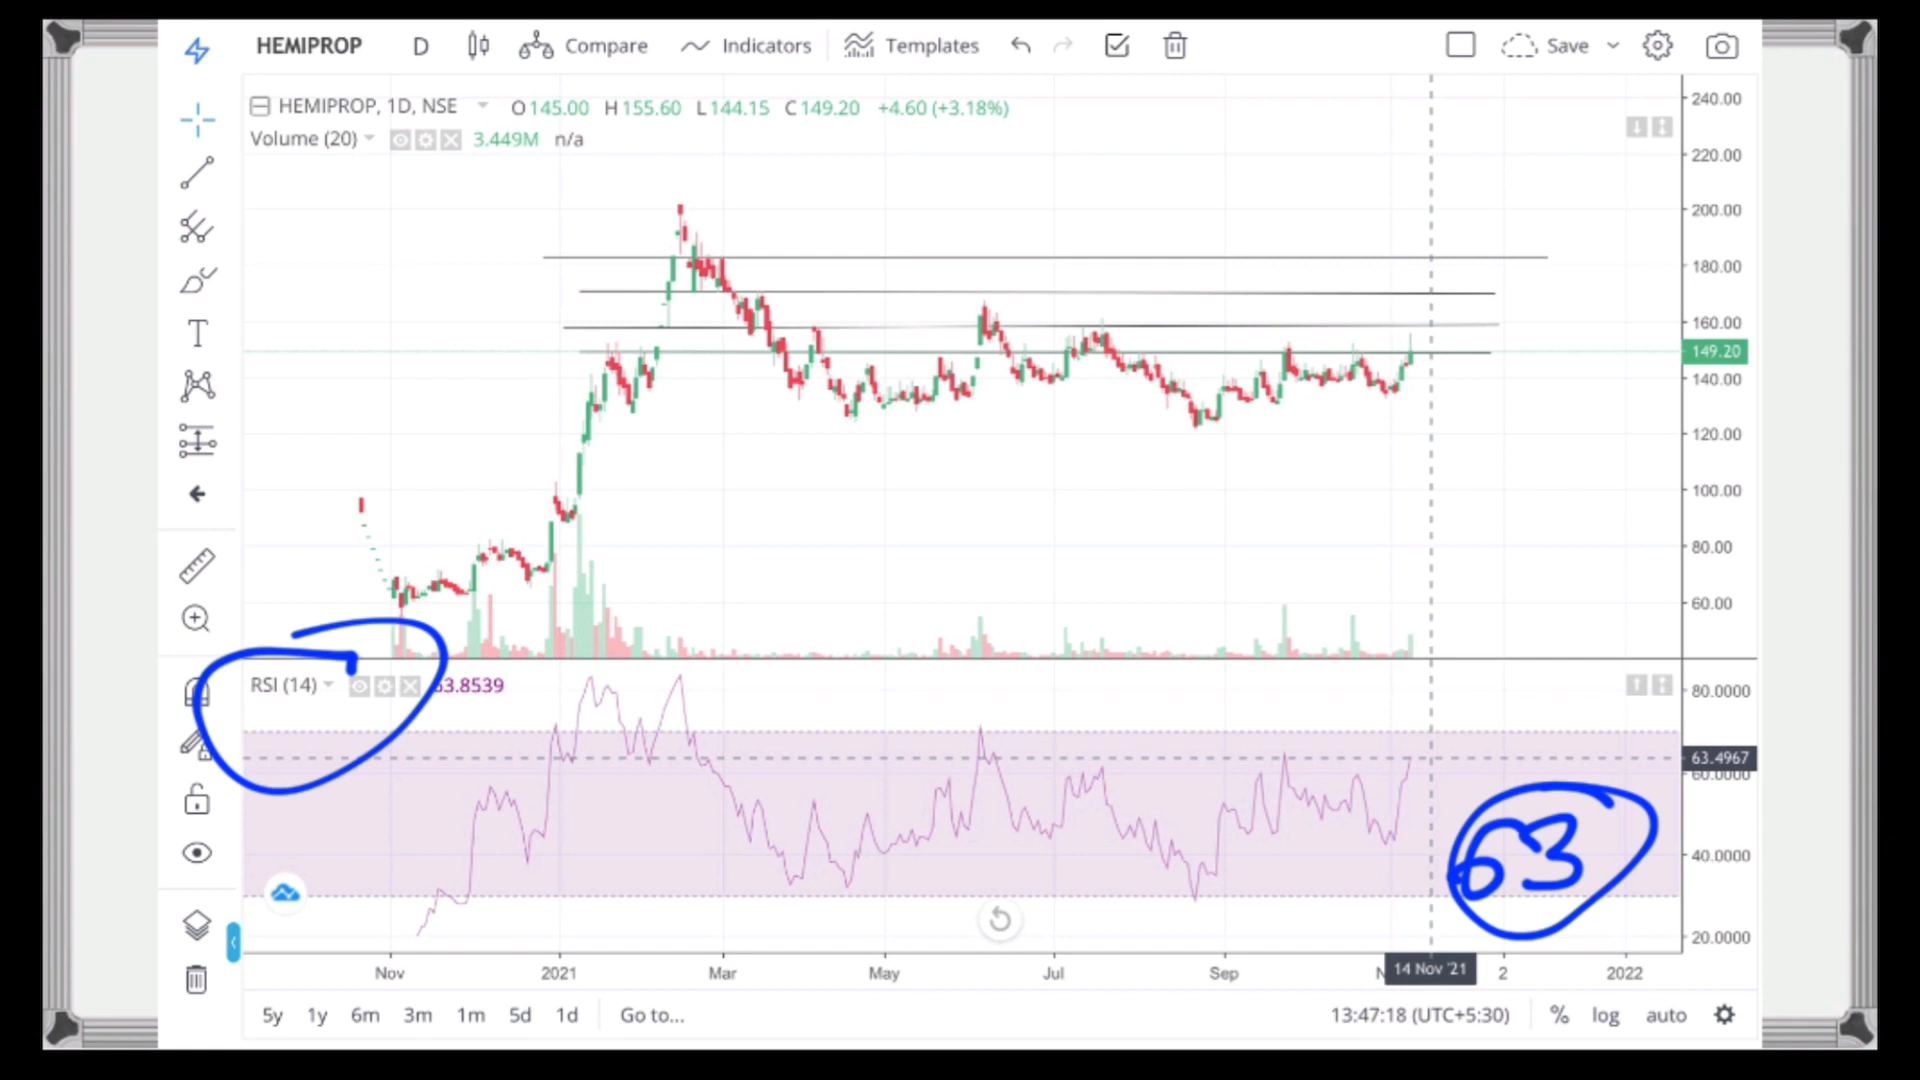 HEMIPROP D Compare Indicators Templates Save
HEMIPROP, 1D, NSE O 145.00 H 155.60 L 144.15 C 149.20 +4.60 (+3.18%)
Volume (20) 3.449M n/a
240.00
220.00
200.00
180.00
160.00
149.20
140.00
120.00
100.00
80.00
60.00
RSI (14) 63.8539
80.0000
63.4967
60.0000
63
40.0000
20.0000
Nov 2021 Mar May Jul Sep 14 Nov '21 2 2022
5y 1y 6m 3m 1m 5d 1d Go to... 13:47:18 (UTC+5:30) % log auto